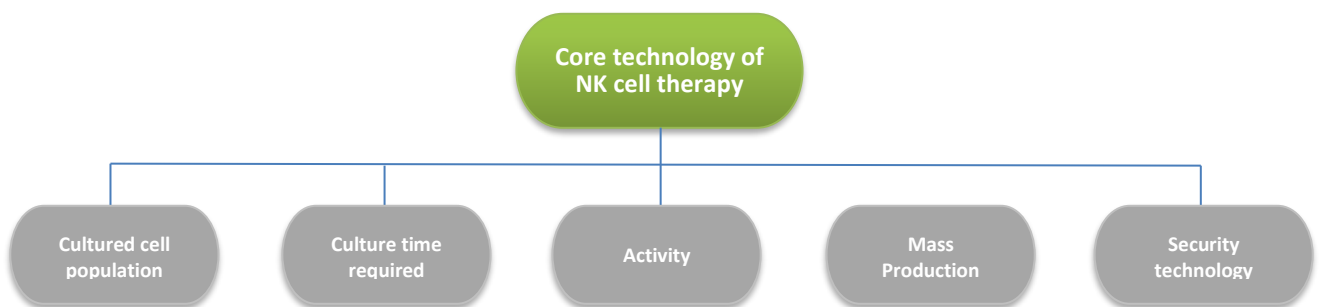 Core technology of
NK cell therapy
Cultured cell
population
Culture time
required
Activity
Mass
Production
Security
technology